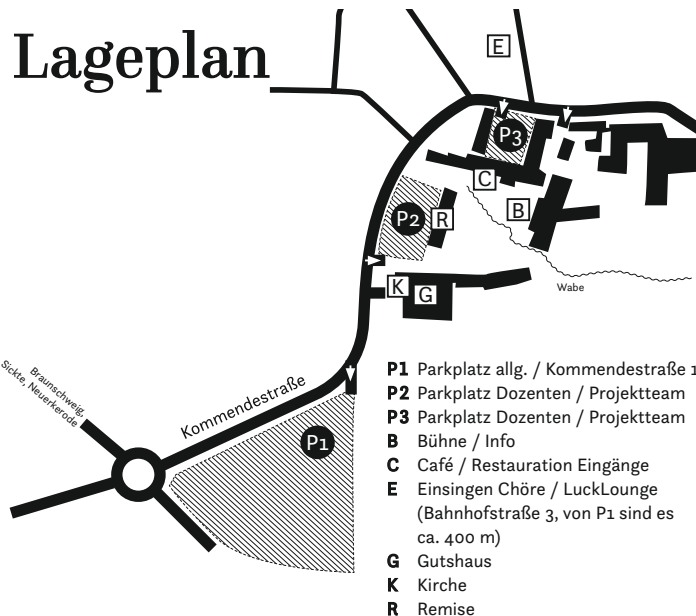 Lageplan
E
P3
C
B
P2
R
K
G
Wabe
Braunschweig,
Sickte, Neuerkerode
Kommendestraße
P1
P1 Parkplatz allg. / Kommendestraße 1
P2 Parkplatz Dozenten / Projektteam
P3 Parkplatz Dozenten / Projektteam
B Bühne / Info
C Café / Restauration Eingänge
E Einsingen Chöre / LuckLounge
(Bahnhofstraße 3, von P1 sind es
ca. 400 m)
G Gutshaus
K Kirche
R Remise